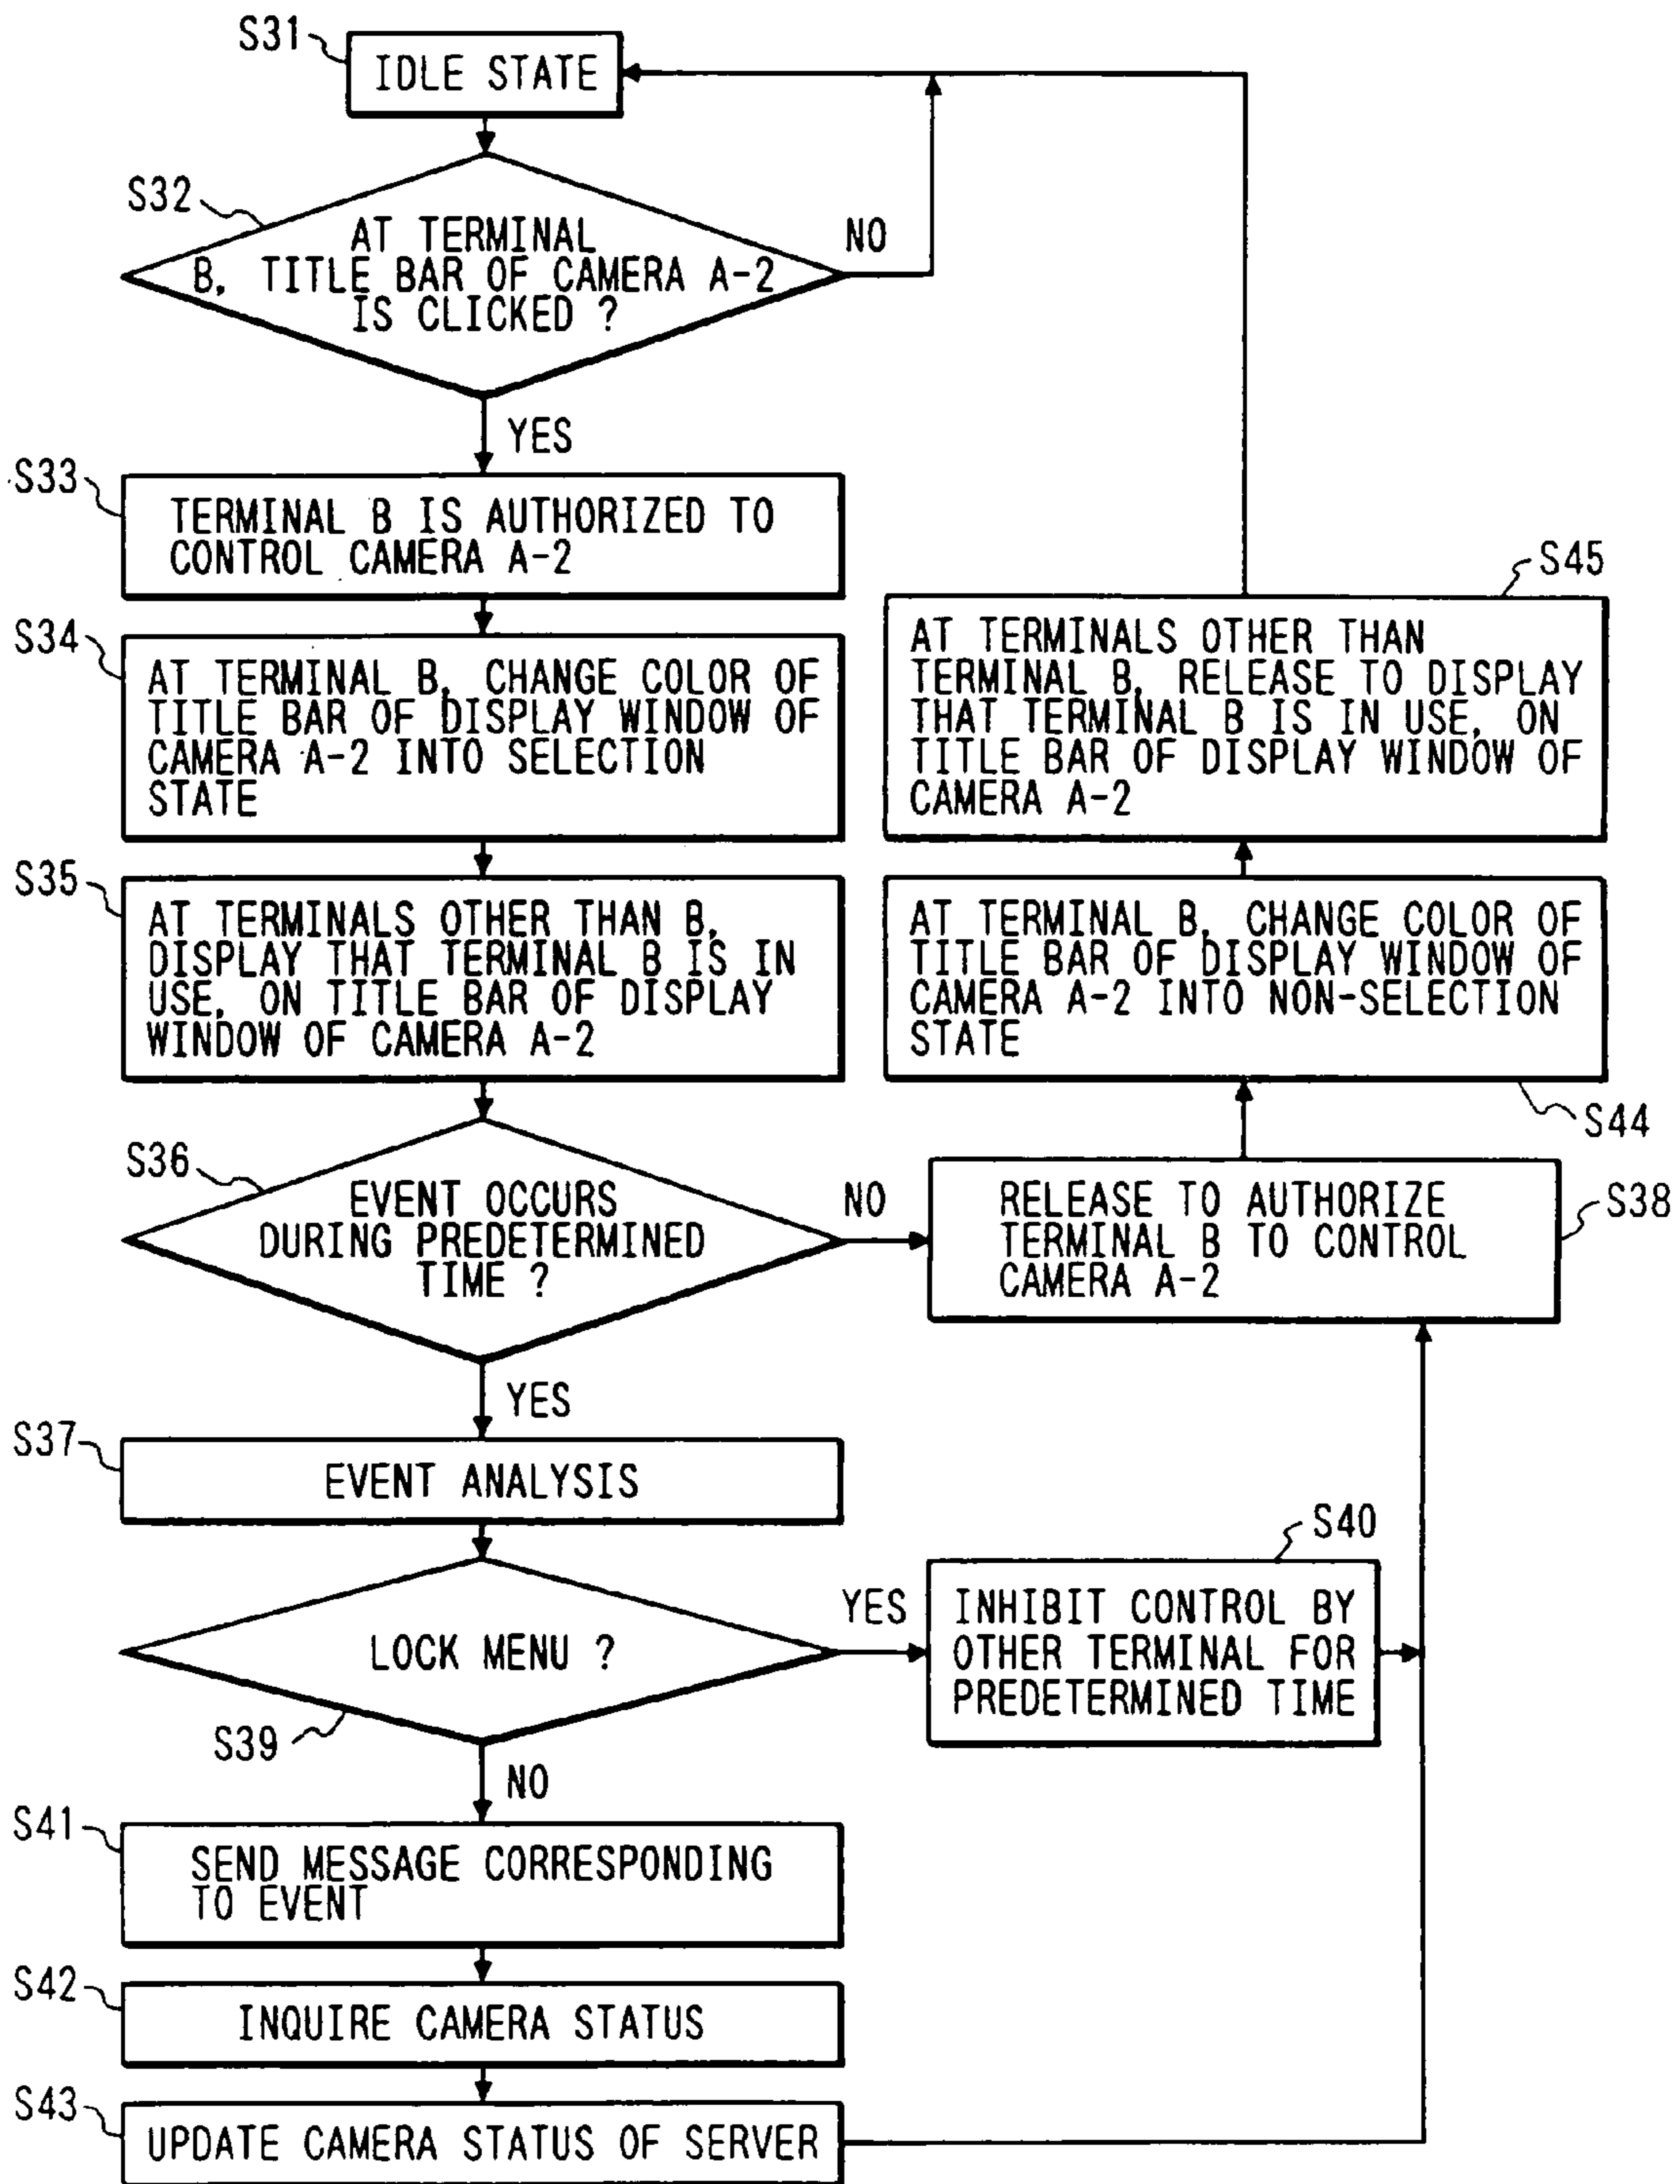 S31
IDLE STATE
S32
AT TERMINAL
B, TITLE BAR OF CAMERA A-2
IS CLICKED ?
NO
YES
S33
TERMINAL B IS AUTHORIZED TO
CONTROL CAMERA A-2
S34
AT TERMINAL B, CHANGE COLOR OF
TITLE BAR OF DISPLAY WINDOW OF
CAMERA A-2 INTO SELECTION
STATE
S35
AT TERMINALS OTHER THAN B,
DISPLAY THAT TERMINAL B IS IN
USE, ON TITLE BAR OF DISPLAY
WINDOW OF CAMERA A-2
S36
EVENT OCCURS
DURING PREDETERMINED
TIME ?
NO
YES
S37
EVENT ANALYSIS
LOCK MENU ?
S39
YES
NO
S40
INHIBIT CONTROL BY
OTHER TERMINAL FOR
PREDETERMINED TIME
S41
SEND MESSAGE CORRESPONDING
TO EVENT
S42
INQUIRE CAMERA STATUS
S43
UPDATE CAMERA STATUS OF SERVER
S38
RELEASE TO AUTHORIZE
TERMINAL B TO CONTROL
CAMERA A-2
S44
AT TERMINAL B, CHANGE COLOR OF
TITLE BAR OF DISPLAY WINDOW OF
CAMERA A-2 INTO NON-SELECTION
STATE
S45
AT TERMINALS OTHER THAN
TERMINAL B, RELEASE TO DISPLAY
THAT TERMINAL B IS IN USE, ON
TITLE BAR OF DISPLAY WINDOW OF
CAMERA A-2